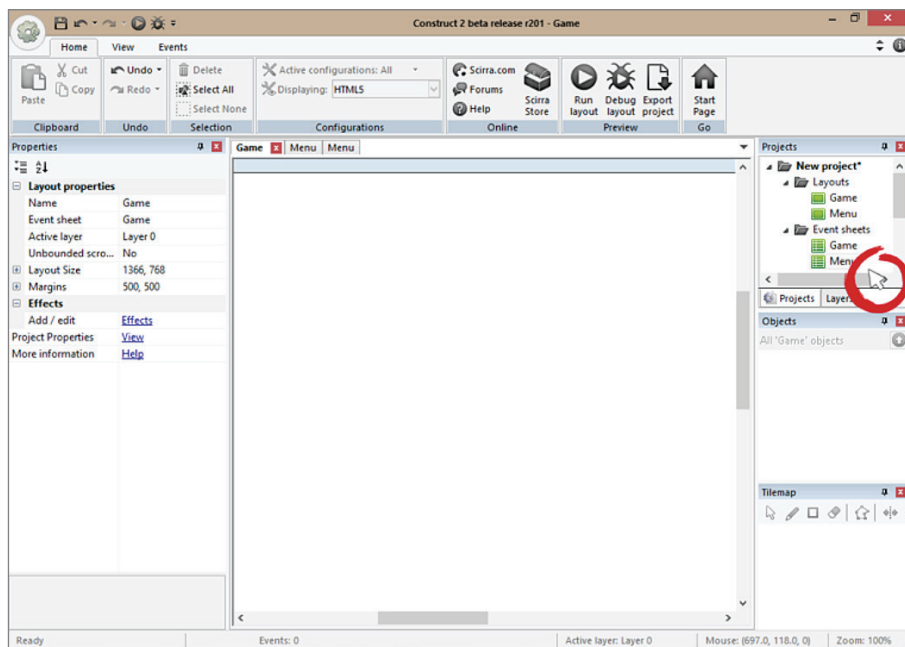 Construct 2 beta release r201 - Game
Home View Events
Paste
Cut
Copy
Clipboard
Undo
Redo
Undo
Delete
Select All
Select None
Selection
Active configurations: All
Displaying: HTML5
Configurations
Scirra.com
Forums
Help
Scirra Store
Online
Run layout
Debug layout
Export project
Preview
Start Page
Go
Properties
Layout properties
Name Game
Event sheet Game
Active layer Layer 0
Unbounded scro... No
Layout Size 1366, 768
Margins 500, 500
Effects
Add / edit Effects
Project Properties View
More information Help
Game Menu Menu
Projects
New project*
Layouts
Game
Menu
Event sheets
Game
Menu
Projects Layers
Objects
All 'Game' objects
Tilemap
Ready Events: 0 Active layer: Layer 0 Mouse: (697.0, 118.0, 0) Zoom: 100%